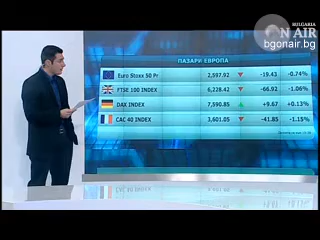 BULGARIA
ON AIR
bgonair.bg
ПАЗАРИ ЕВРОПА
Euro Stoxx 50 Pr 2,597.92 -19.43 -0.74%
FTSE 100 INDEX 6,228.42 -66.92 -1.06%
DAX INDEX 7,590.85 +9.67 +0.13%
CAC 40 INDEX 3,601.05 -41.85 -1.15%